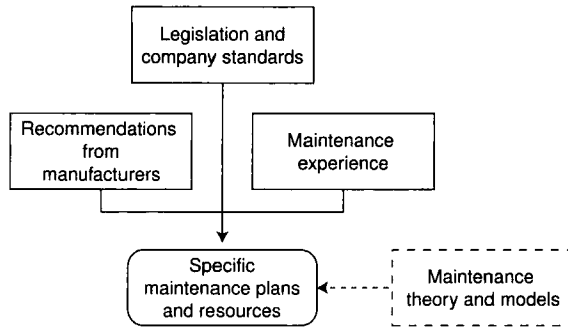 Legislation and
company standards
Recommendations
from
manufacturers
Maintenance
experience
Specific
maintenance plans
and resources
Maintenance
theory and models